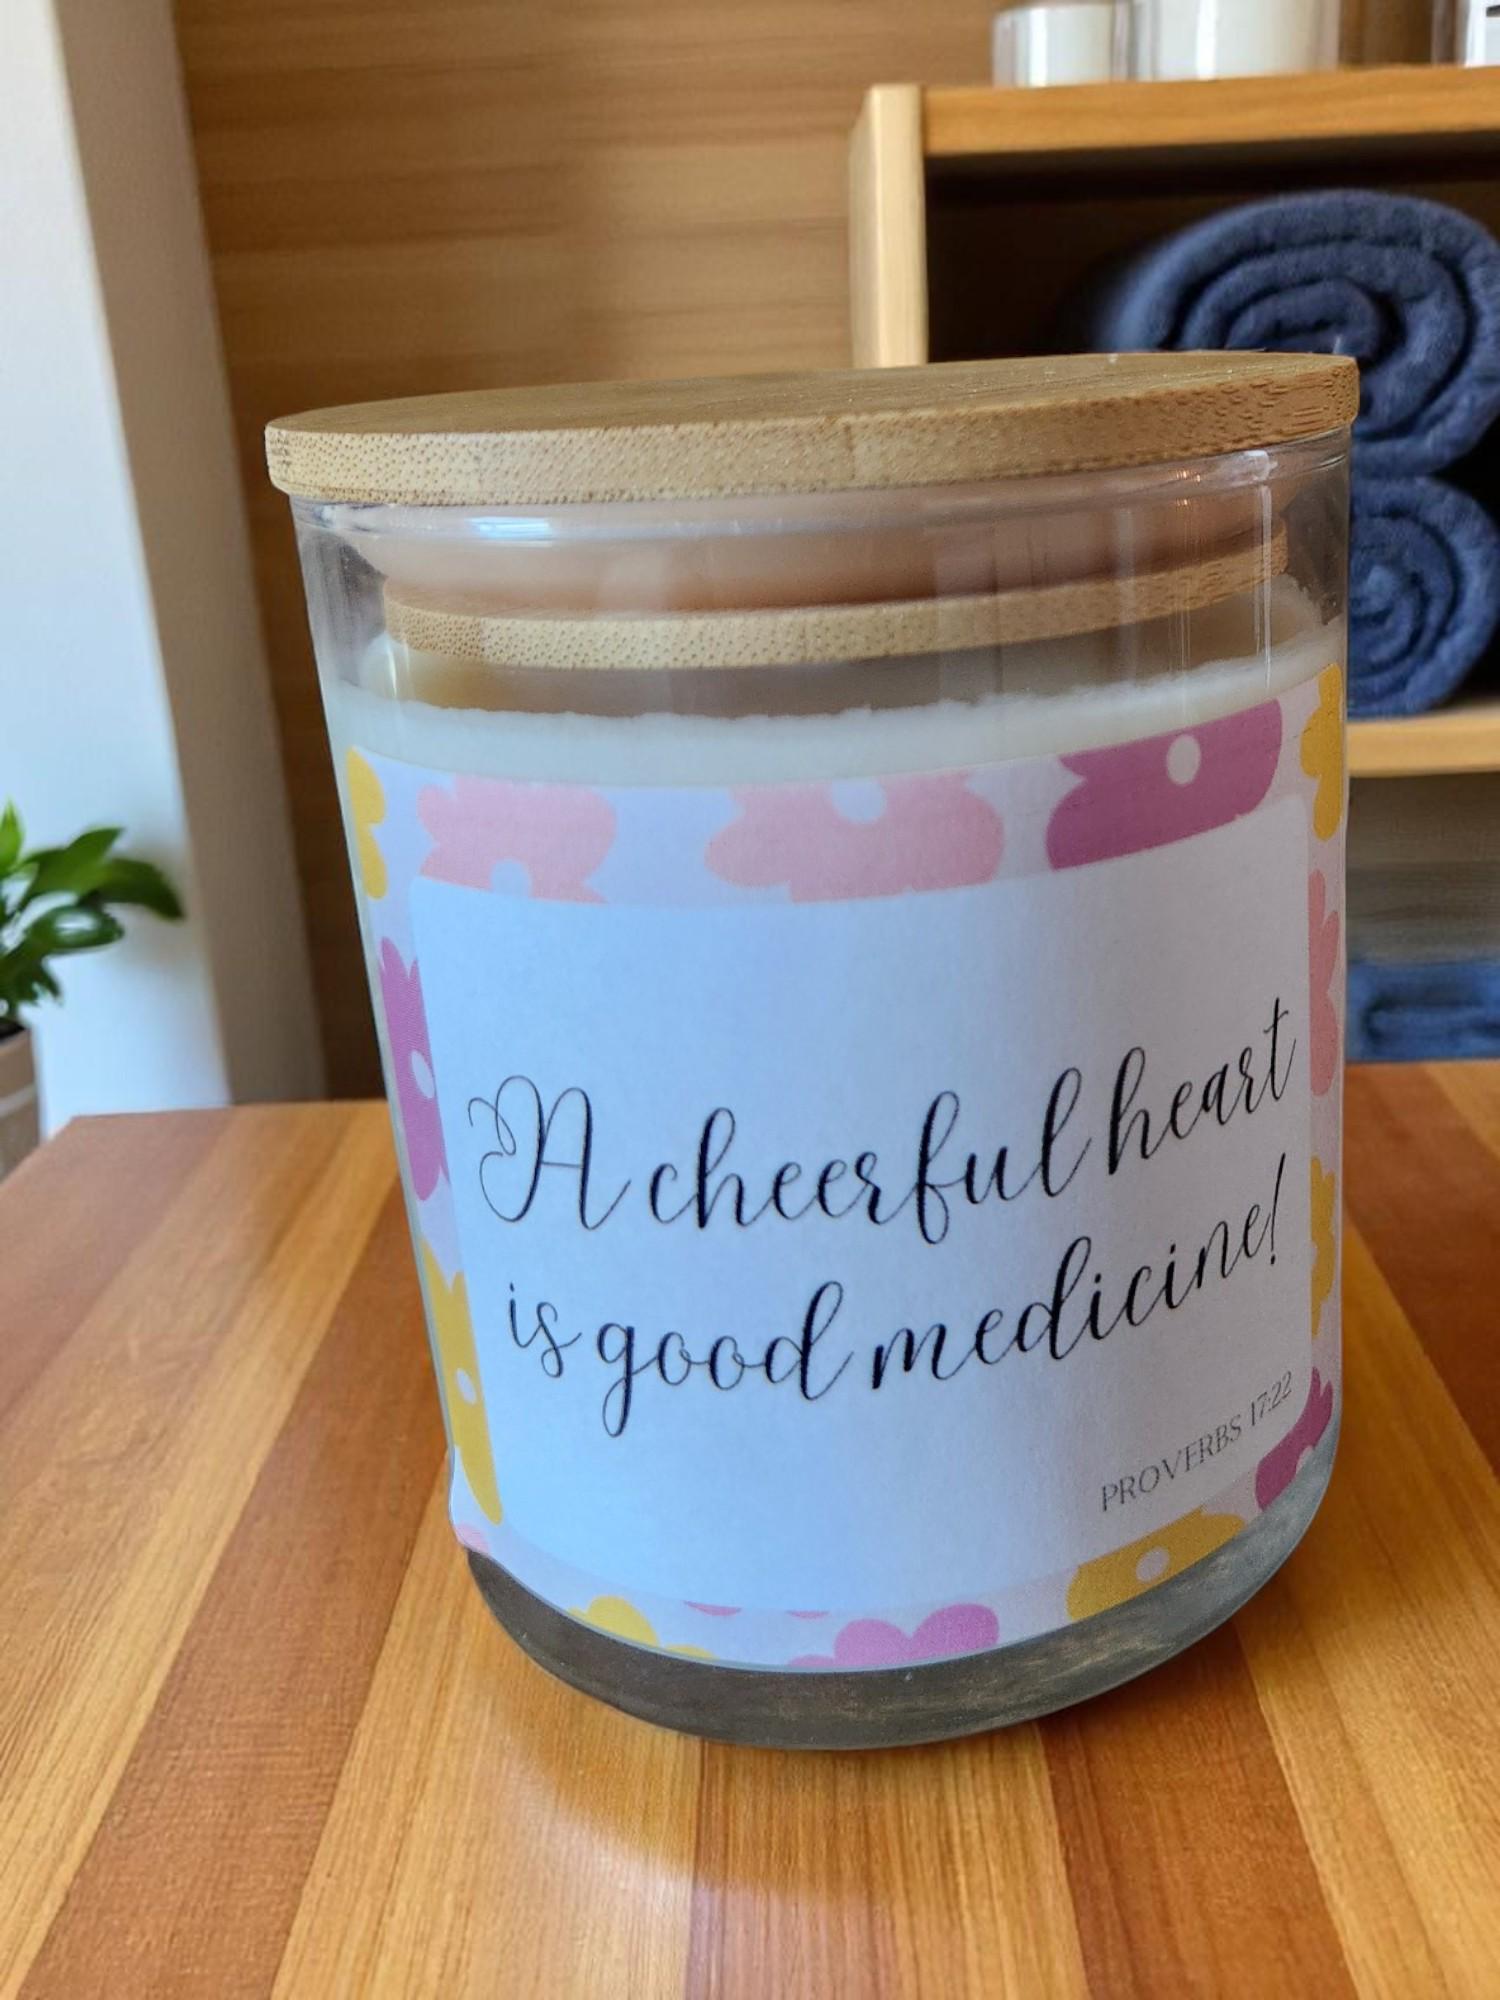 A cheerful heart
is good medicine!
PROVERBS 17:22